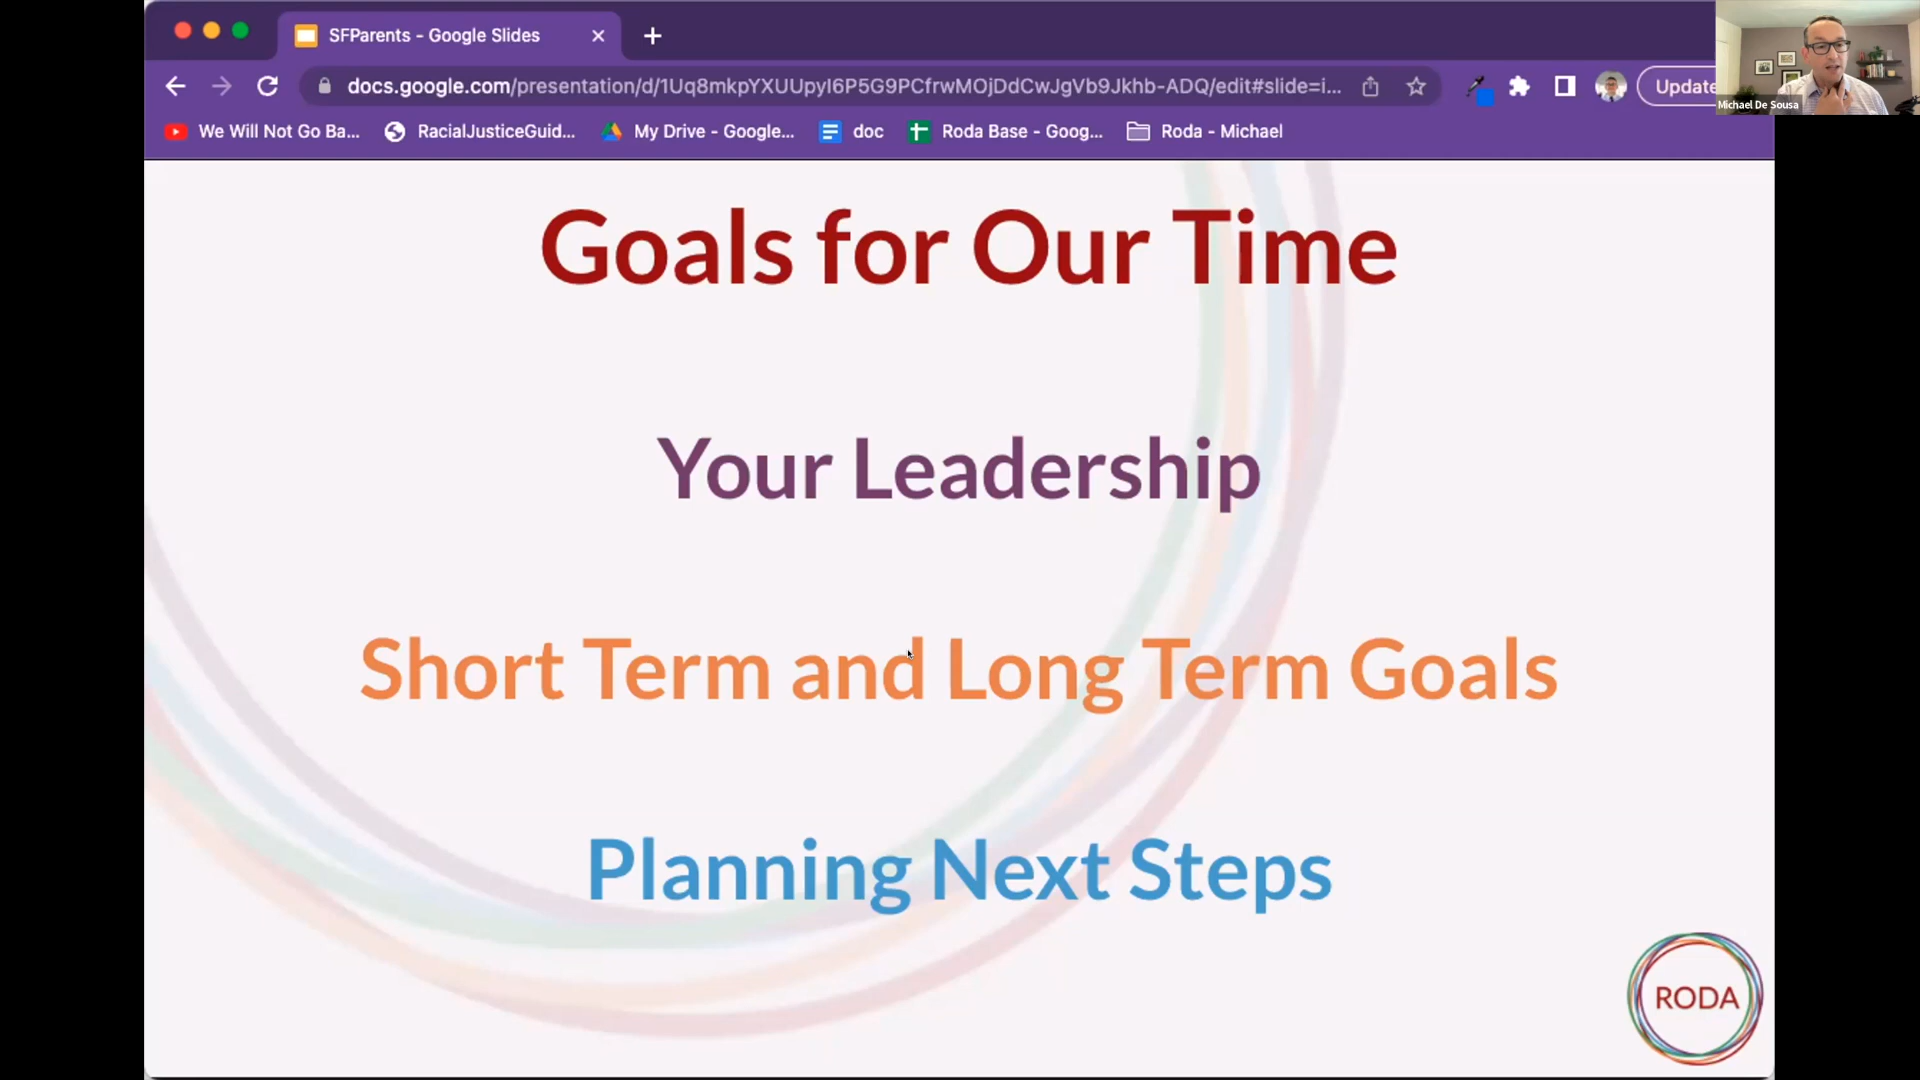 SFParents - Google Slides
docs.google.com/presentation/d/1Uq8mkpYXUUpyI6P5G9PCfrwMOjDdCwJgVb9Jkhb-ADQ/edit#slide=i...
Update
Michael De Sousa
We Will Not Go Ba...
RacialJusticeGuid...
My Drive - Google...
doc
Roda Base - Goog...
Roda - Michael
Goals for Our Time
Your Leadership
Short Term and Long Term Goals
Planning Next Steps
RODA